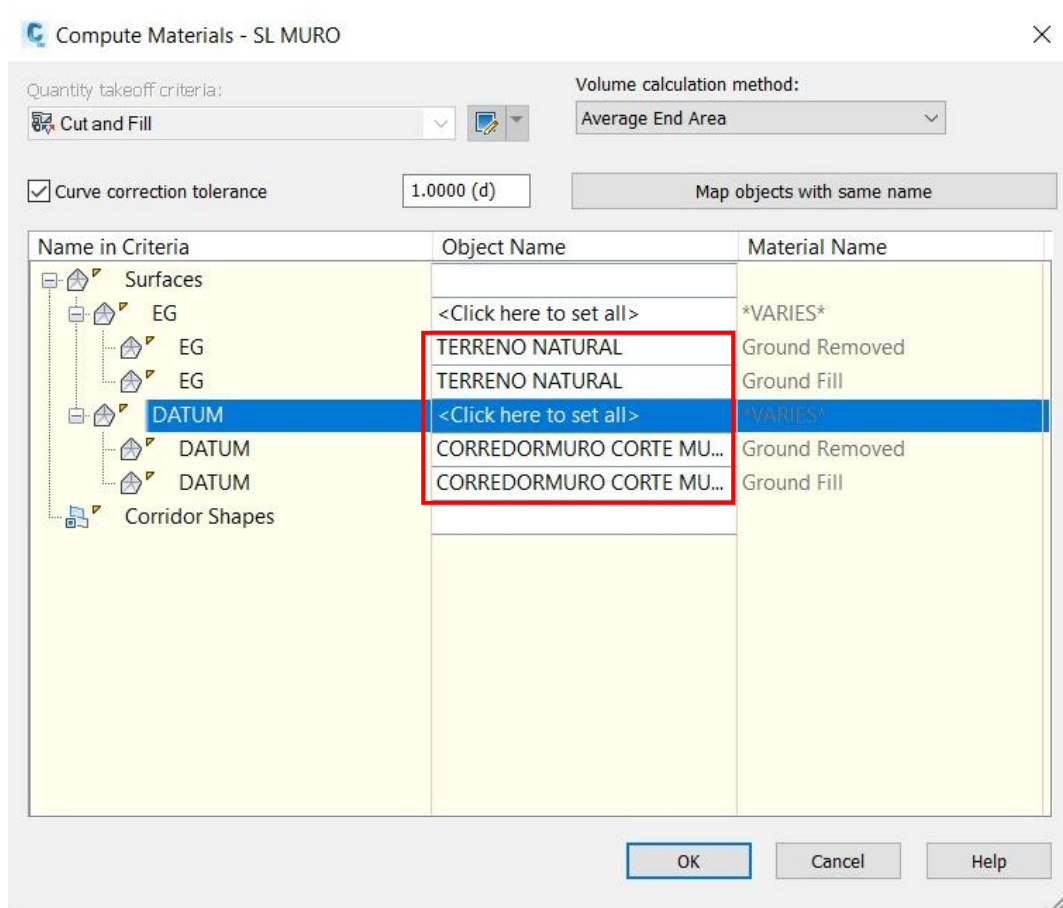 Compute Materials - SL MURO
Quantity takeoff criteria:
Volume calculation method:
Cut and Fill
Average End Area
Curve correction tolerance
1.0000 (d)
Map objects with same name
Name in Criteria Object Name Material Name
Surfaces
EG <Click here to set all> *VARIES*
EG TERRENO NATURAL Ground Removed
EG TERRENO NATURAL Ground Fill
DATUM <Click here to set all> *VARIES*
DATUM CORREDORMURO CORTE MU... Ground Removed
DATUM CORREDORMURO CORTE MU... Ground Fill
Corridor Shapes
OK Cancel Help